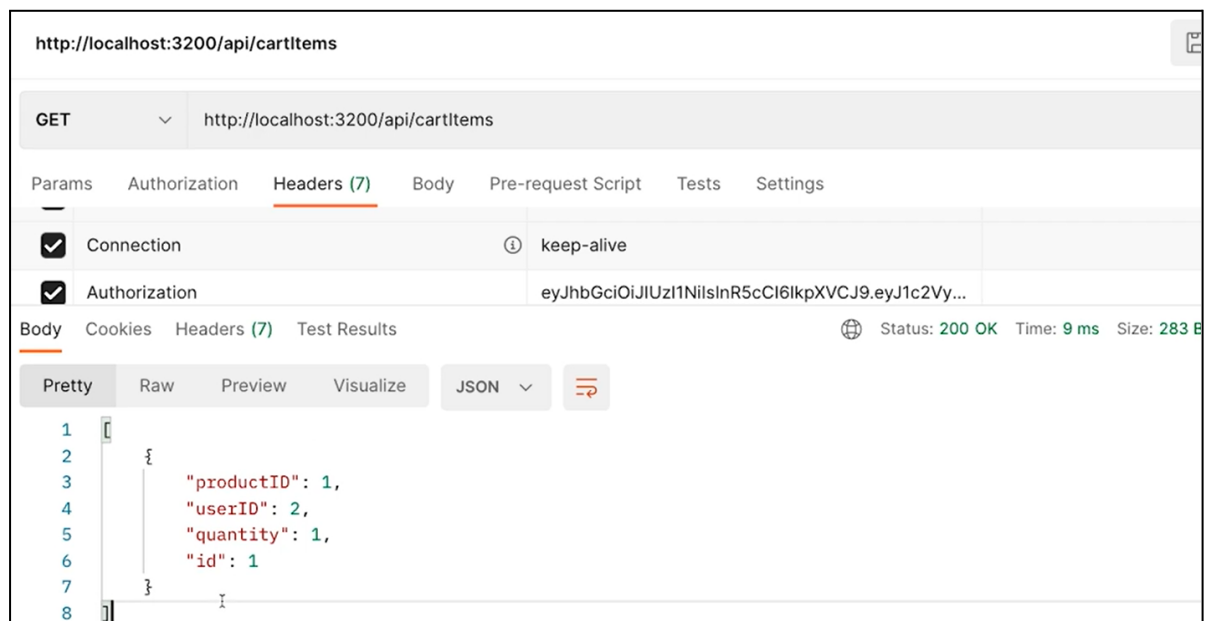 http://localhost:3200/api/cartItems
GET http://localhost:3200/api/cartItems
Params Authorization Headers (7) Body Pre-request Script Tests Settings
Connection keep-alive
Authorization eyJhbGciOiJIUzI1NiIsInR5cCI6IkpXVCJ9.eyJ1c2Vy...
Body Cookies Headers (7) Test Results Status: 200 OK Time: 9 ms Size: 283 B
Pretty Raw Preview Visualize JSON
1 [
2 {
3 "productID": 1,
4 "userID": 2,
5 "quantity": 1,
6 "id": 1
7 }
8 ]